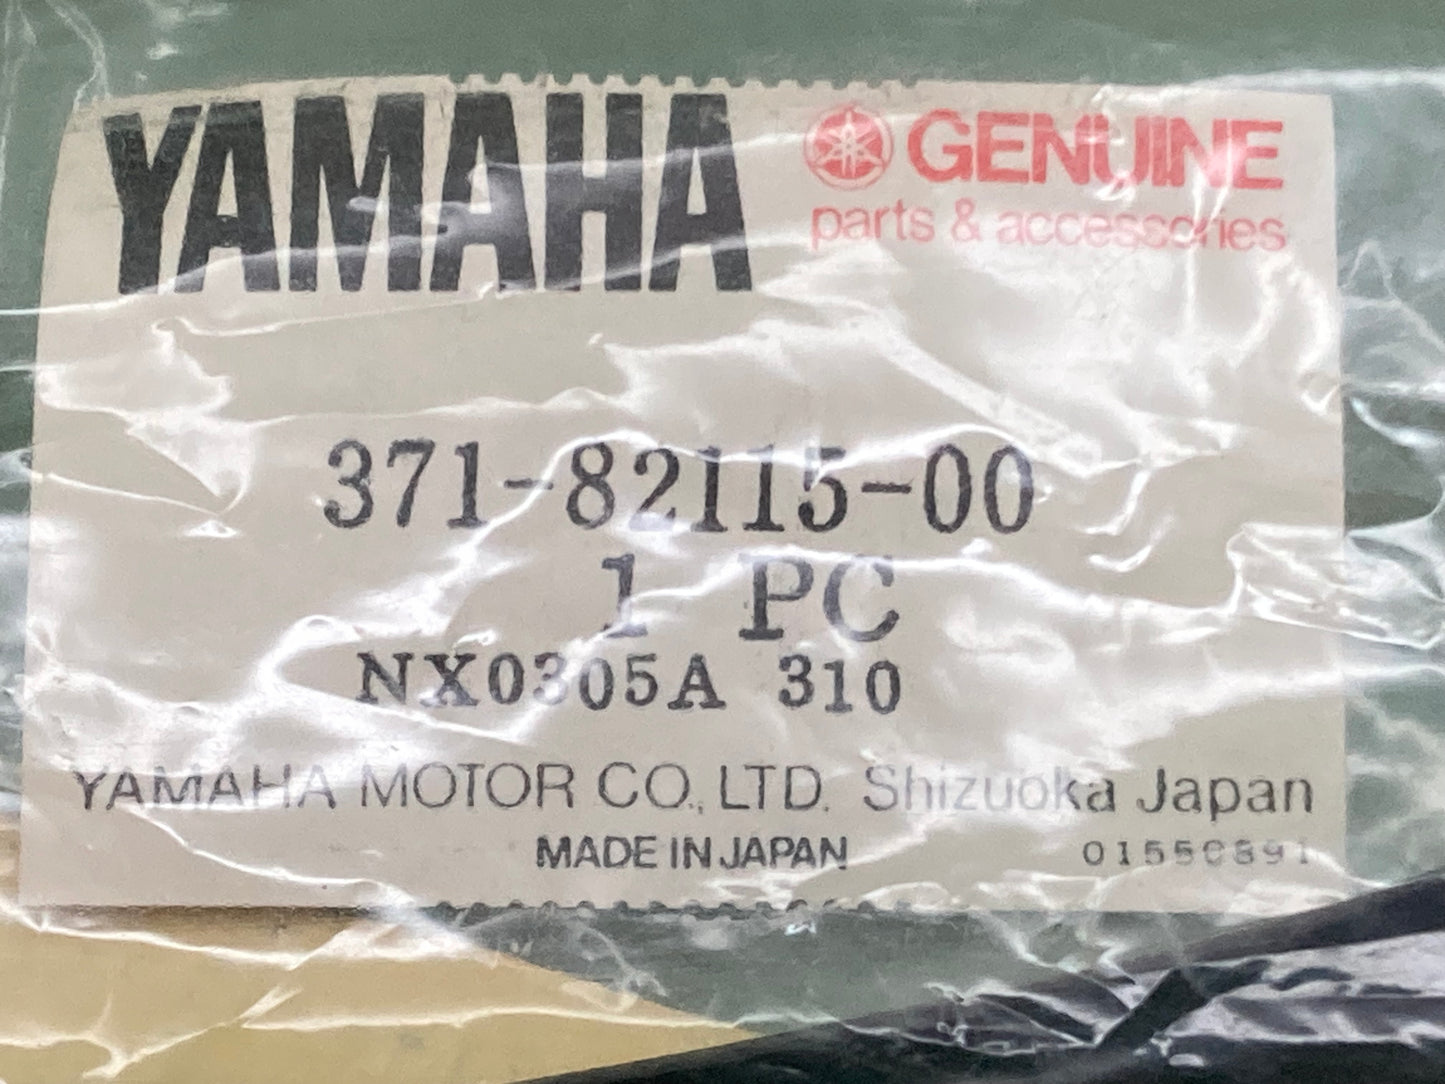 YAMAHA
GENUINE
parts & accessories
371-82115-00
1 PC
NX0305A 310
YAMAHA MOTOR CO., LTD. Shizuoka Japan
MADE IN JAPAN